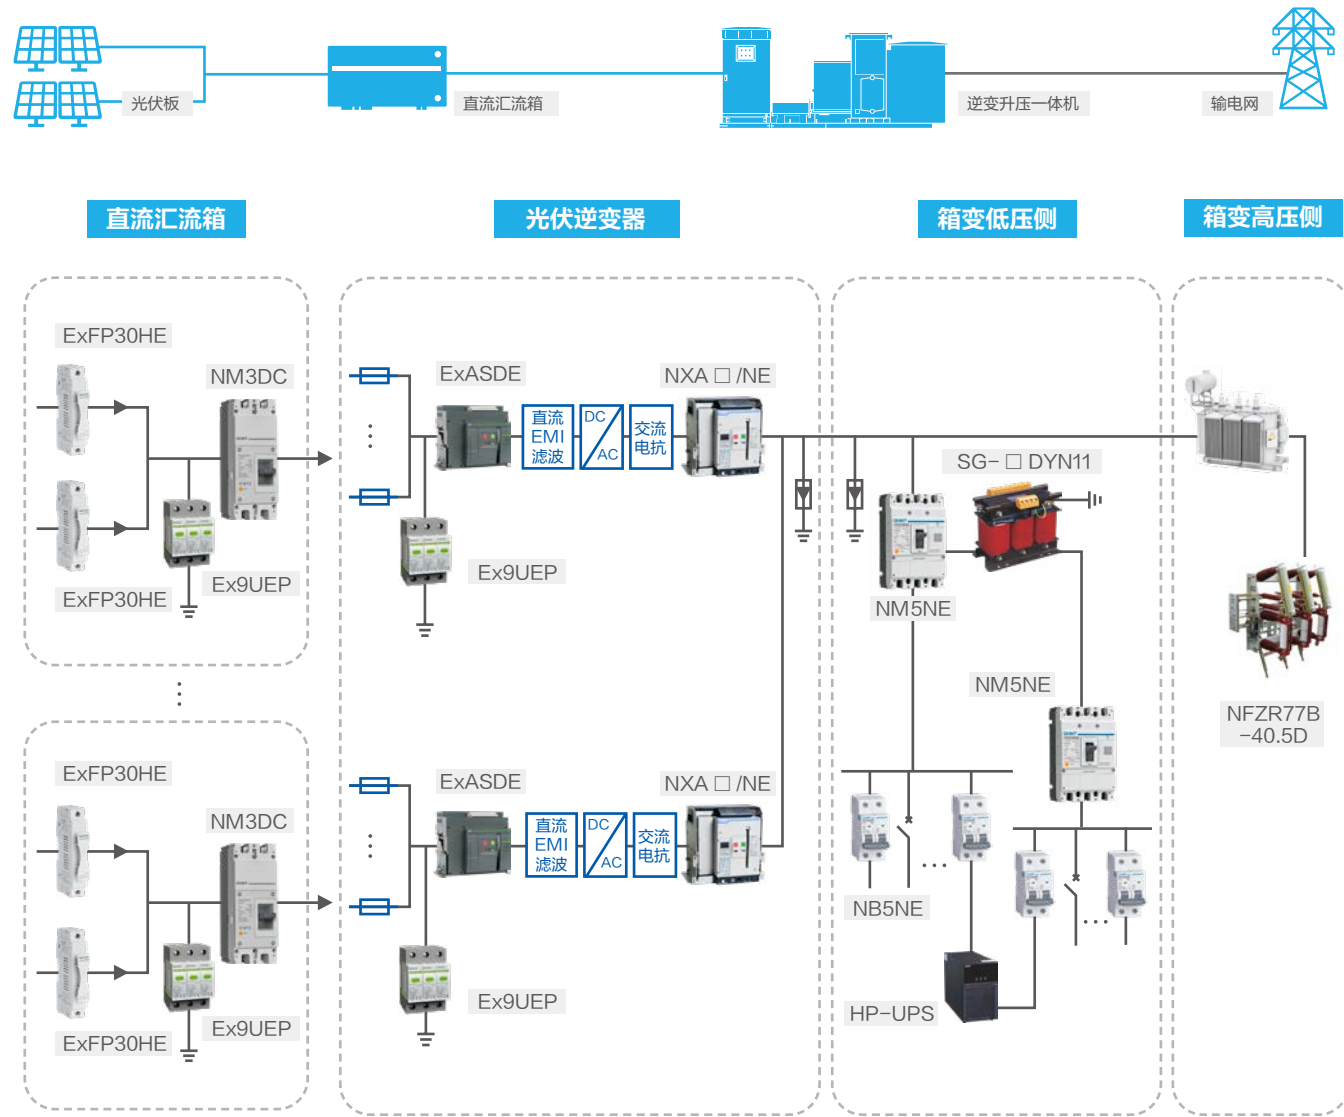 光伏板
直流汇流箱
逆变升压一体机
输电网
直流汇流箱
光伏逆变器
箱变低压侧
箱变高压侧
ExFP30HE
NM3DC
ExFP30HE
Ex9UEP
ExASDE
NXA □ /NE
直流
EMI
滤波
DC
AC
交流
电抗
Ex9UEP
SG- □ DYN11
NM5NE
NM5NE
NFZR77B
-40.5D
ExFP30HE
NM3DC
ExFP30HE
Ex9UEP
ExASDE
NXA □ /NE
直流
EMI
滤波
DC
AC
交流
电抗
Ex9UEP
NB5NE
HP-UPS